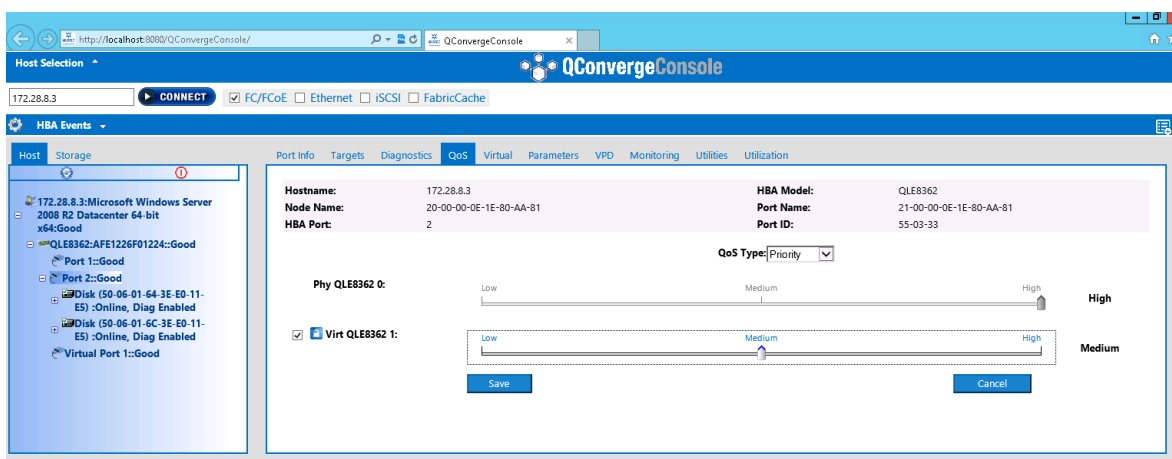 http://localhost:8080/QConvergeConsole/
QConvergeConsole
Host Selection
QConvergeConsole
172.28.8.3
CONNECT
FC/FCoE Ethernet iSCSI FabricCache
HBA Events
Host Storage
Port Info Targets Diagnostics QoS Virtual Parameters VPD Monitoring Utilities Utilization
172.28.8.3:Microsoft Windows Server
2008 R2 Datacenter 64-bit
x64:Good
QLE8362:AFE1226F01224::Good
Port 1::Good
Port 2::Good
Disk (50-06-01-64-3E-E0-11-
E5) :Online, Diag Enabled
Disk (50-06-01-6C-3E-E0-11-
E5) :Online, Diag Enabled
Virtual Port 1::Good
Hostname: 172.28.8.3 HBA Model: QLE8362
Node Name: 20-00-00-0E-1E-80-AA-81 Port Name: 21-00-00-0E-1E-80-AA-81
HBA Port: 2 Port ID: 55-03-33
QoS Type: Priority
Phy QLE8362 0: Low Medium High High
Virt QLE8362 1: Low Medium High Medium
Save Cancel